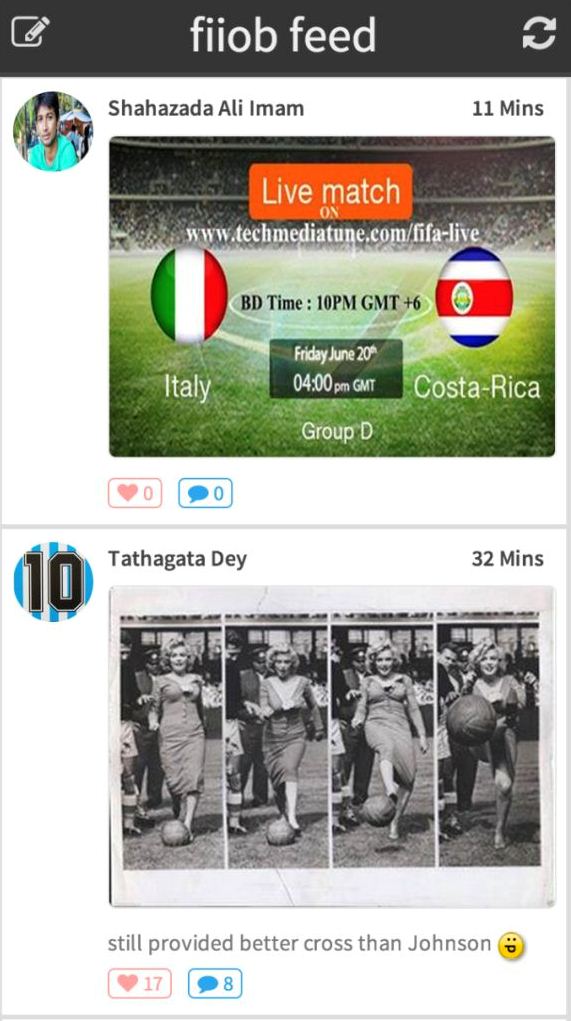 fiiob feed
Shahazada Ali Imam 11 Mins
Live match
ON
www.techmediatune.com/fifa-live
BD Time : 10PM GMT +6
Friday June 20th
04:00 pm GMT
Italy Costa-Rica
Group D
0 0
10
Tathagata Dey 32 Mins
still provided better cross than Johnson
17 8